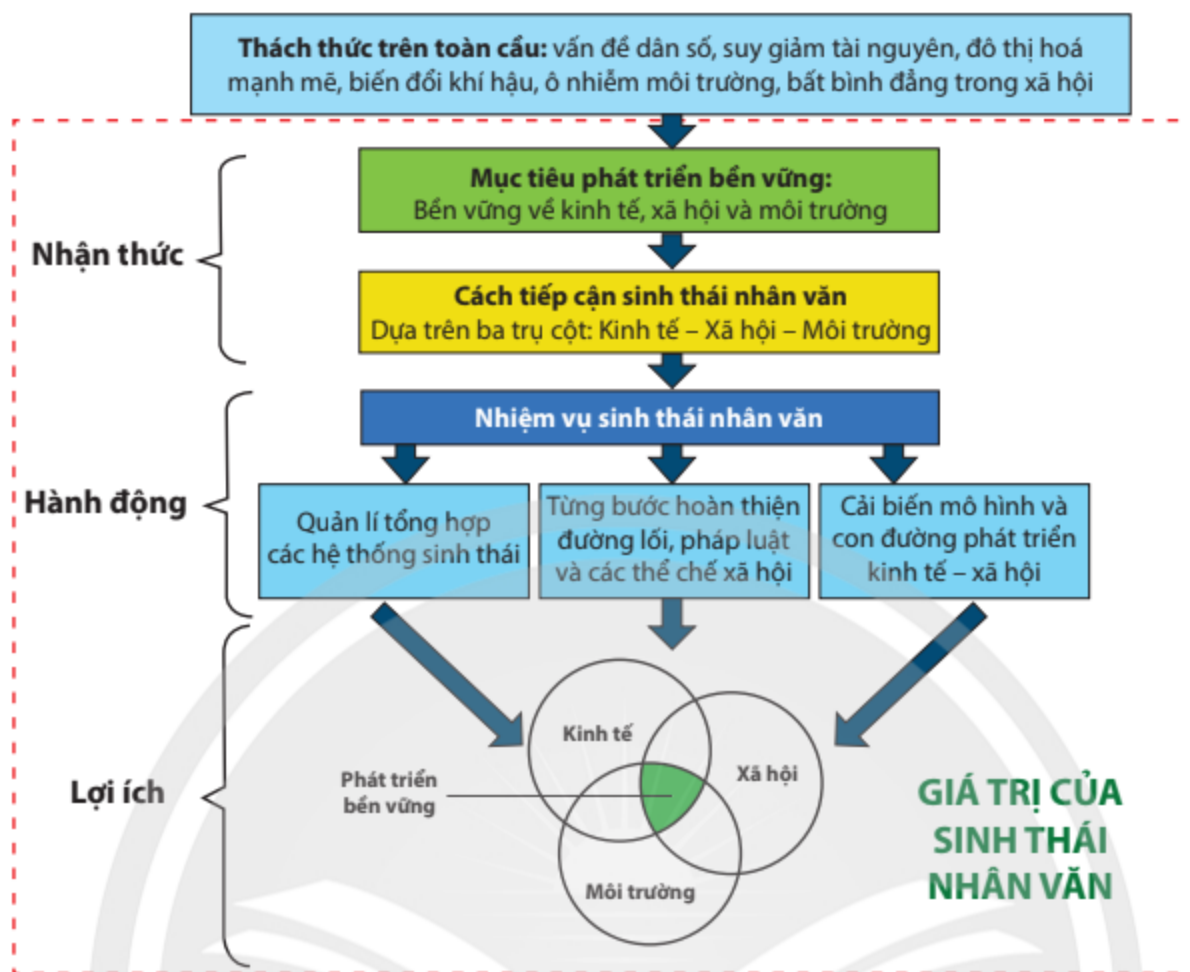 Thách thức trên toàn cầu: vấn đề dân số, suy giảm tài nguyên, đô thị hoá
mạnh mẽ, biến đổi khí hậu, ô nhiễm môi trường, bất bình đẳng trong xã hội
Nhận thức
Mục tiêu phát triển bền vững:
Bền vững về kinh tế, xã hội và môi trường
Cách tiếp cận sinh thái nhân văn
Dựa trên ba trụ cột: Kinh tế – Xã hội – Môi trường
Hành động
Nhiệm vụ sinh thái nhân văn
Quản lí tổng hợp
các hệ thống sinh thái
Từng bước hoàn thiện
đường lối, pháp luật
và các thể chế xã hội
Cải biến mô hình và
con đường phát triển
kinh tế – xã hội
Lợi ích
Phát triển
bền vững
Kinh tế
Xã hội
Môi trường
GIÁ TRỊ CỦA
SINH THÁI
NHÂN VĂN